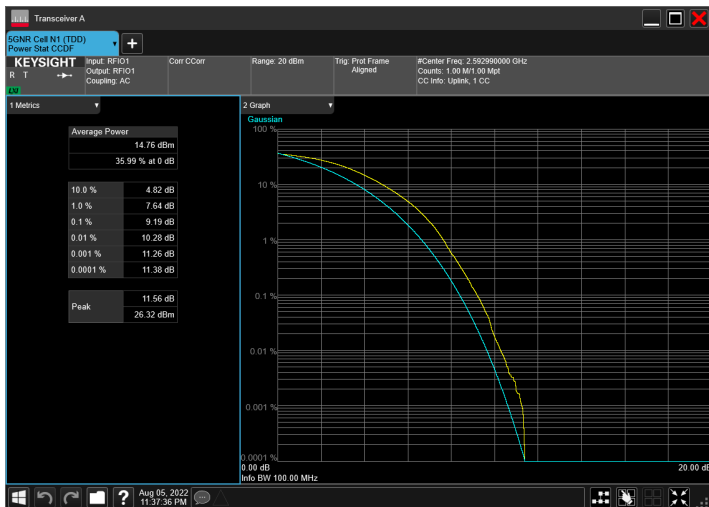 Transceiver A
5GNR Cell N1 (TDD)
Power Stat CCDF
KEYSIGHT
R T
Input: RFIO1
Output: RFIO1
Coupling: AC
Corr CCorr
Range: 20 dBm
Trig: Prot Frame
Aligned
#Center Freq: 2.592990000 GHz
Counts: 1.00 M/1.00 Mpt
CC Info: Uplink, 1 CC
1 Metrics
Average Power
14.76 dBm
35.99 % at 0 dB
10.0 % 4.82 dB
1.0 % 7.64 dB
0.1 % 9.19 dB
0.01 % 10.28 dB
0.001 % 11.26 dB
0.0001 % 11.38 dB
Peak
11.56 dB
26.32 dBm
2 Graph
Gaussian
100 %
10 %
1 %
0.1 %
0.01 %
0.001 %
0.0001 %
0.00 dB
20.00 dB
Info BW 100.00 MHz
?
Aug 05, 2022
11:37:36 PM